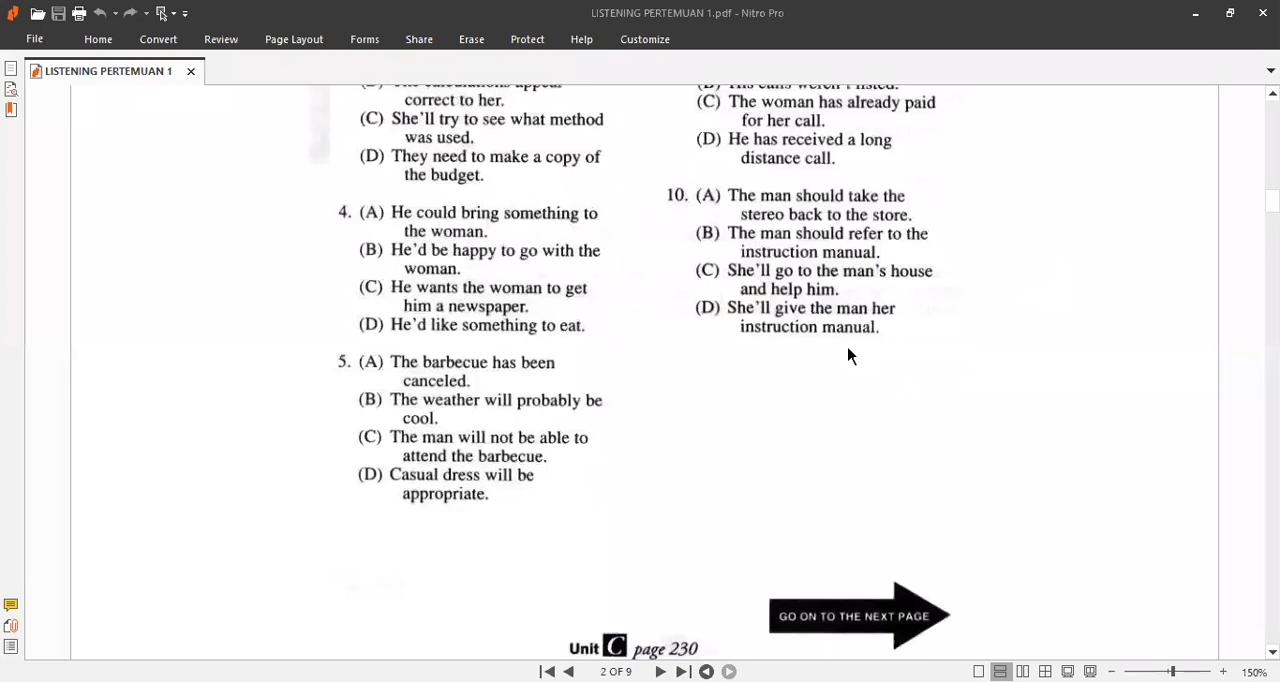 LISTENING PERTEMUAN 1.pdf - Nitro Pro
File Home Convert Review Page Layout Forms Share Erase Protect Help Customize
LISTENING PERTEMUAN 1
correct to her.
(C) She'll try to see what method
was used.
(D) They need to make a copy of
the budget.
4. (A) He could bring something to
the woman.
(B) He'd be happy to go with the
woman.
(C) He wants the woman to get
him a newspaper.
(D) He'd like something to eat.
5. (A) The barbecue has been
canceled.
(B) The weather will probably be
cool.
(C) The man will not be able to
attend the barbecue.
(D) Casual dress will be
appropriate.
(C) The woman has already paid
for her call.
(D) He has received a long
distance call.
10. (A) The man should take the
stereo back to the store.
(B) The man should refer to the
instruction manual.
(C) She'll go to the man's house
and help him.
(D) She'll give the man her
instruction manual.
GO ON TO THE NEXT PAGE
Unit C page 230
2 OF 9
150%